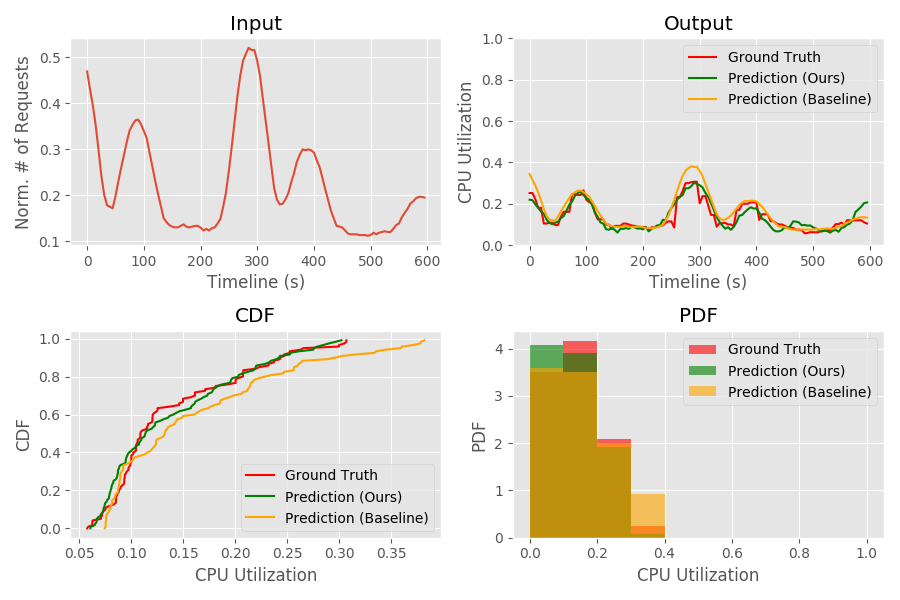 Input
Norm. # of Requests
0.5
0.4
0.3
0.2
0.1
0 100 200 300 400 500 600
Timeline (s)
Output
CPU Utilization
1.0
0.8
0.6
0.4
0.2
0.0
Ground Truth
Prediction (Ours)
Prediction (Baseline)
0 100 200 300 400 500 600
Timeline (s)
CDF
CDF
1.0
0.8
0.6
0.4
0.2
0.0
Ground Truth
Prediction (Ours)
Prediction (Baseline)
0.05 0.10 0.15 0.20 0.25 0.30 0.35
CPU Utilization
PDF
PDF
4
3
2
1
0
Ground Truth
Prediction (Ours)
Prediction (Baseline)
0.0 0.2 0.4 0.6 0.8 1.0
CPU Utilization